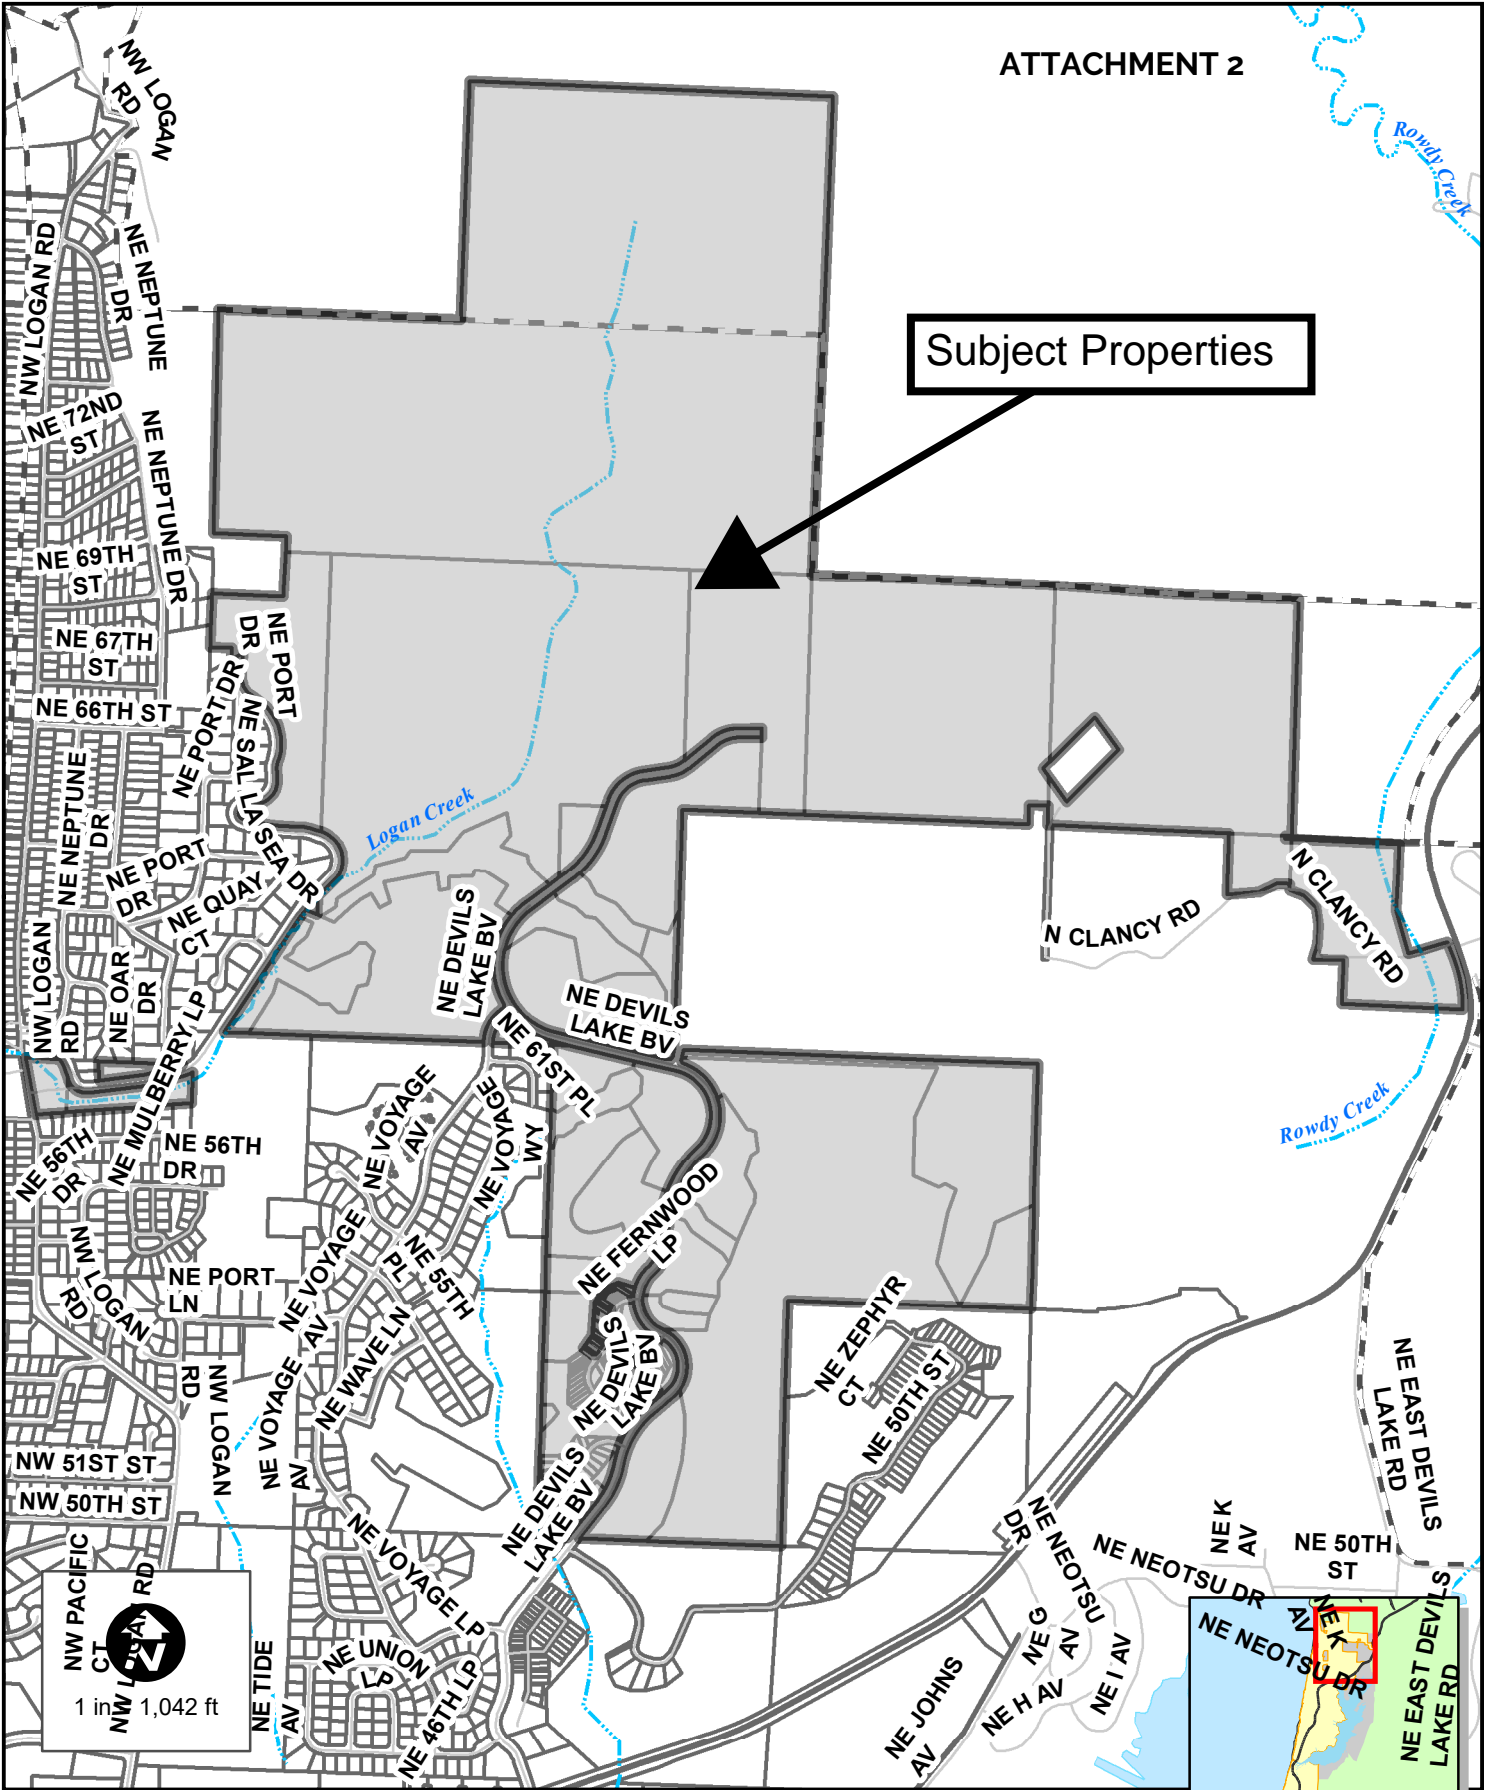 ATTACHMENT 2
NW LOGAN
RD
Rowdy Creek
NW LOGAN RD
NE NEPTUNE
DR
Subject Properties
NE 72ND
ST
NE NEPTUNE DR
NE 69TH
ST
NE PORT
DR
NE 67TH
ST
NE PORT DR
NE 66TH ST
NE SAL LA SEA DR
NE NEPTUNE
DR
Logan Creek
NE PORT
DR
NE QUAY
CT
N CLANCY RD
N CLANCY RD
NE DEVILS
LAKE BV
NW LOGAN
RD
NE OAR
DR
NE DEVILS
LAKE BV
NE 61ST PL
NE MULBERRY LP
NE VOYAGE
AV
NE VOYAGE
WY
Rowdy Creek
NE 56TH
DR
NE 56TH
DR
NE FERNWOOD
LP
NW LOGAN
RD
NE PORT
LN
NE VOYAGE
AV
NE 55TH
PL
NE ZEPHYR
CT
NE DEVILS
LAKE BV
NE WAVE LN
NE 50TH ST
NE EAST DEVILS
LAKE RD
NW LOGAN
RD
NE VOYAGE
AV
NW 51ST ST
NW 50TH ST
NE DEVILS
LAKE BV
NE VOYAGE LP
NE NEOTSU
DR
NE K
AV
NE 50TH
ST
NE NEOTSU DR
NW PACIFIC
CT
NW LOGAN RD
N
1 in = 1,042 ft
NE TIDE
AV
NE UNION
LP
NE 46TH LP
NE JOHNS
AV
NE G
AV
NE H AV
NE I AV
NE K
AV
NE NEOTSU DR
NE EAST DEVILS
LAKE RD